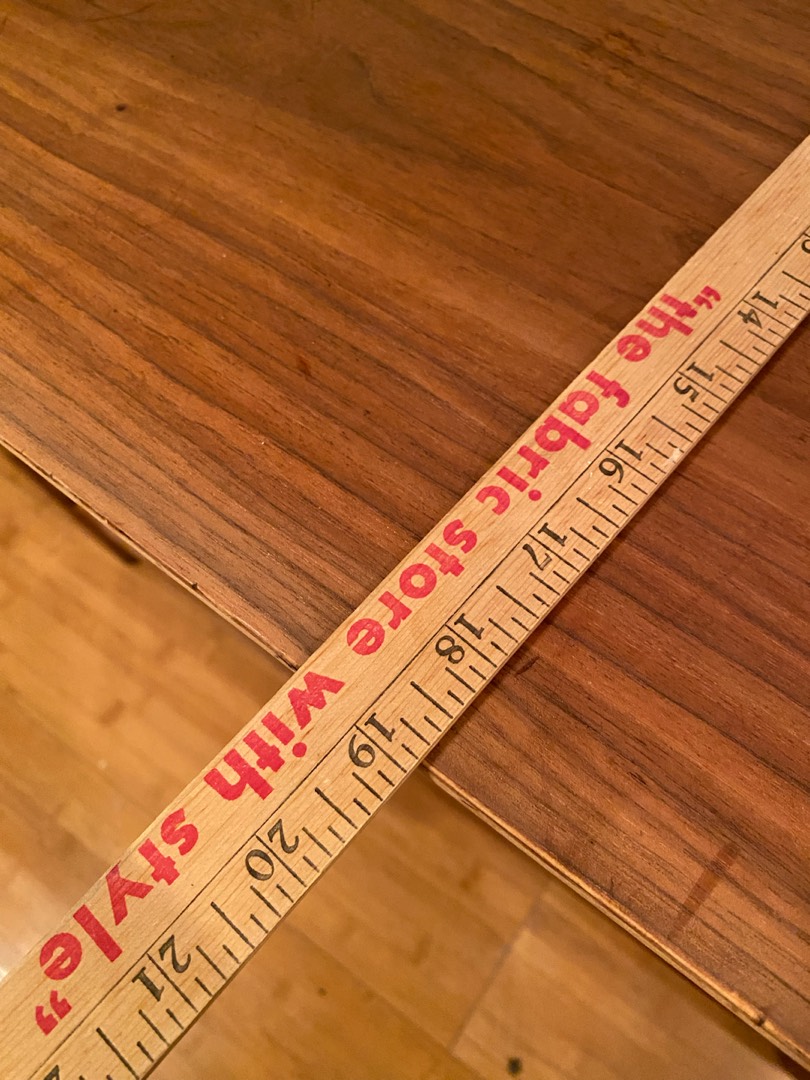 “the fabric store with style”
14 15 16 17 18 19 20 21